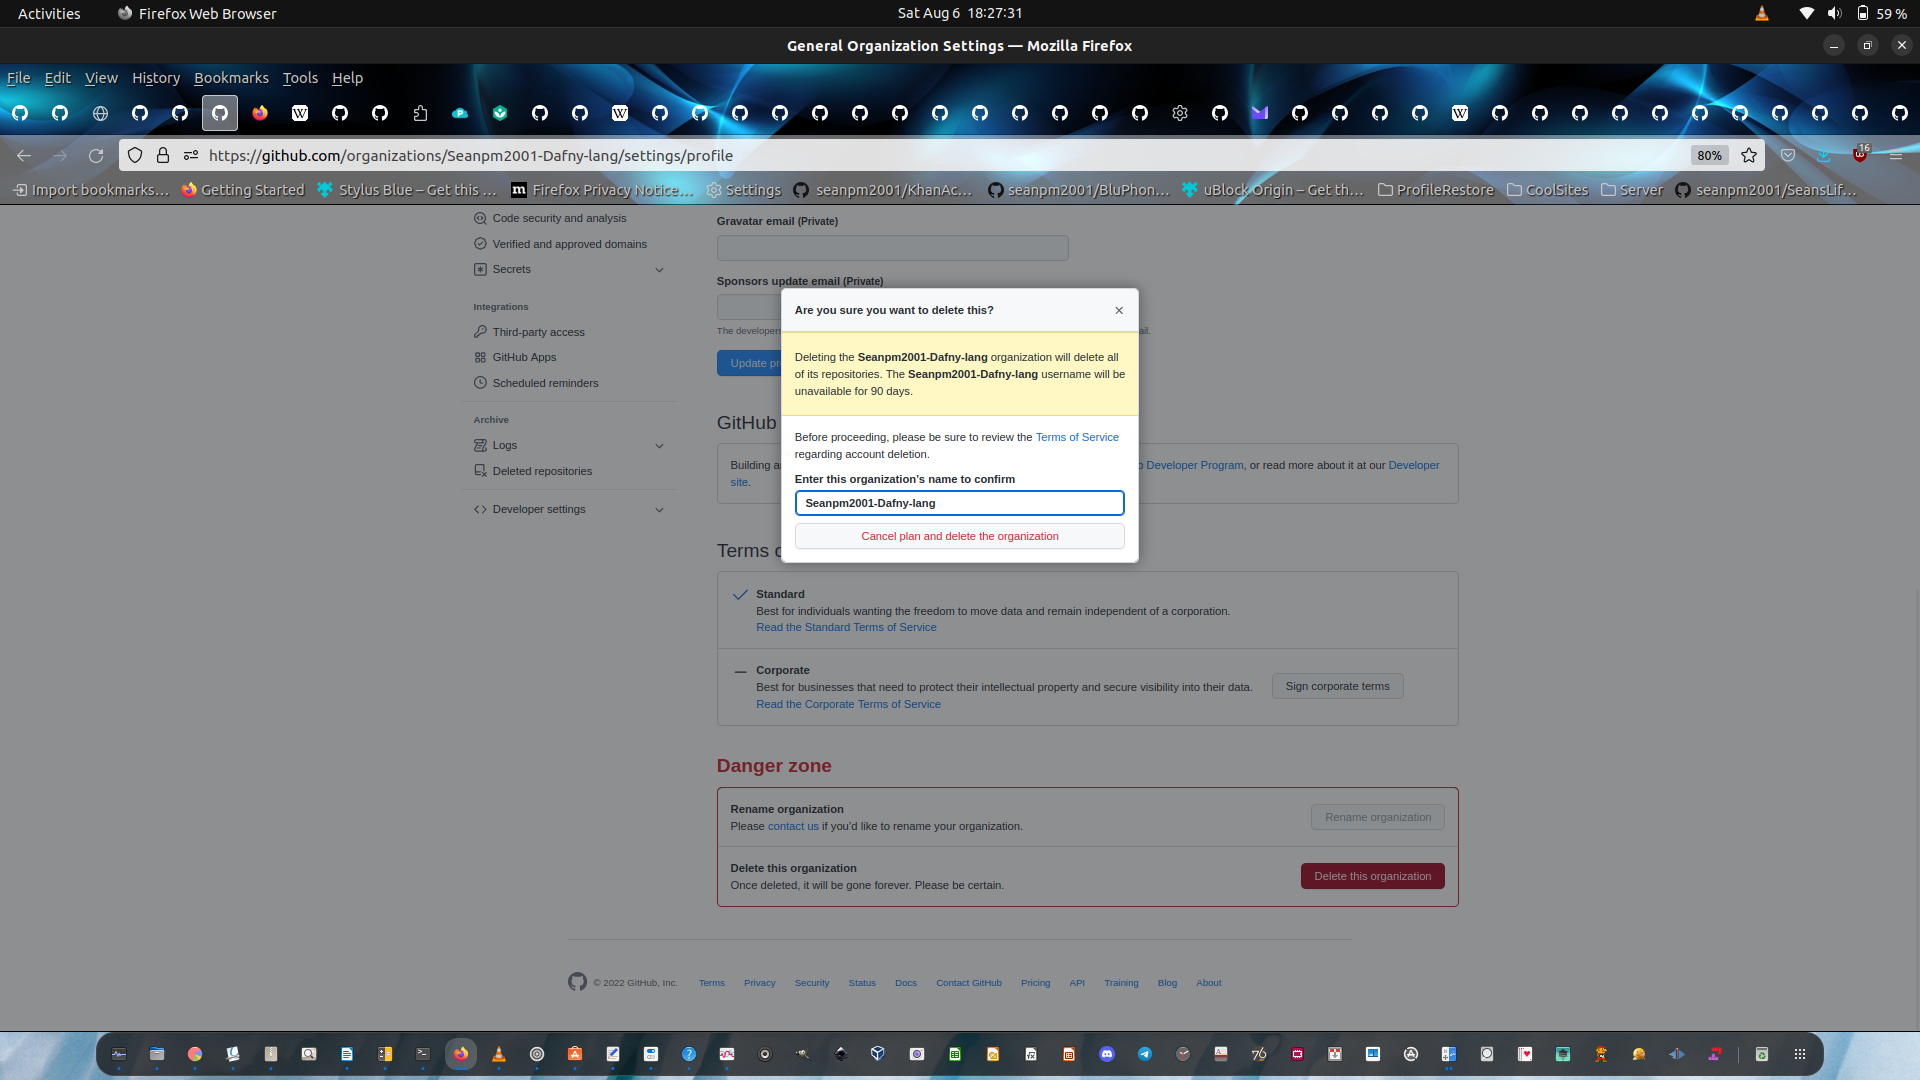 Activities
Firefox Web Browser
Sat Aug 6 18:27:31
59 %
General Organization Settings — Mozilla Firefox
File Edit View History Bookmarks Tools Help
https://github.com/organizations/Seanpm2001-Dafny-lang/settings/profile
80%
16
Import bookmarks…
Getting Started
Stylus Blue – Get this …
Firefox Privacy Notice…
Settings
seanpm2001/KhanAc…
seanpm2001/BluPhon…
uBlock Origin – Get th…
ProfileRestore
CoolSites
Server
seanpm2001/SeansLif…
Code security and analysis
Verified and approved domains
Secrets
Integrations
Third-party access
GitHub Apps
Scheduled reminders
Archive
Logs
Deleted repositories
Developer settings
Gravatar email (Private)
Sponsors update email (Private)
The developer
ail.
Update pr
Are you sure you want to delete this?
Deleting the Seanpm2001-Dafny-lang organization will delete all
of its repositories. The Seanpm2001-Dafny-lang username will be
unavailable for 90 days.
Before proceeding, please be sure to review the Terms of Service
regarding account deletion.
Enter this organization's name to confirm
Seanpm2001-Dafny-lang
Cancel plan and delete the organization
GitHub
Building a
Developer Program, or read more about it at our Developer
site.
Terms o
Standard
Best for individuals wanting the freedom to move data and remain independent of a corporation.
Read the Standard Terms of Service
Corporate
Best for businesses that need to protect their intellectual property and secure visibility into their data.
Read the Corporate Terms of Service
Sign corporate terms
Danger zone
Rename organization
Please contact us if you'd like to rename your organization.
Rename organization
Delete this organization
Once deleted, it will be gone forever. Please be certain.
Delete this organization
© 2022 GitHub, Inc.
Terms
Privacy
Security
Status
Docs
Contact GitHub
Pricing
API
Training
Blog
About